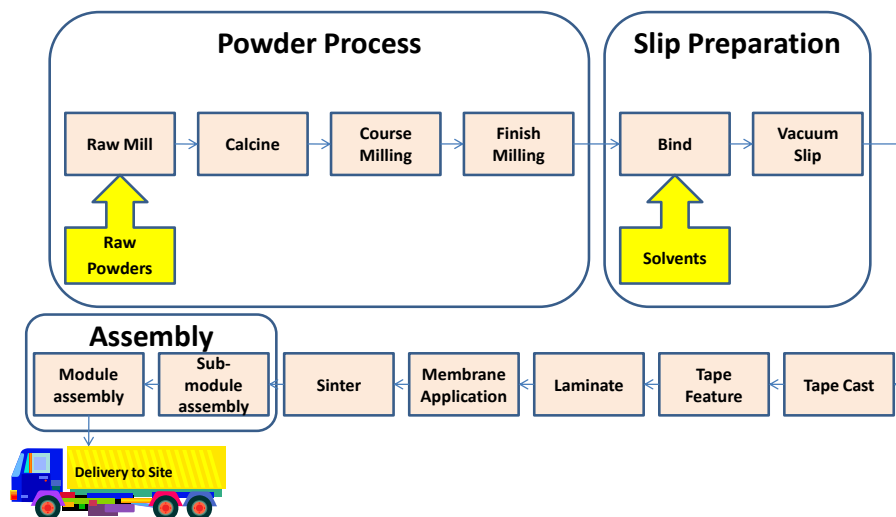 Powder Process
Slip Preparation
Raw Mill
Calcine
Course
Milling
Finish
Milling
Bind
Vacuum
Slip
Raw
Powders
Solvents
Assembly
Module
assembly
Sub-
module
assembly
Sinter
Membrane
Application
Laminate
Tape
Feature
Tape Cast
Delivery to Site